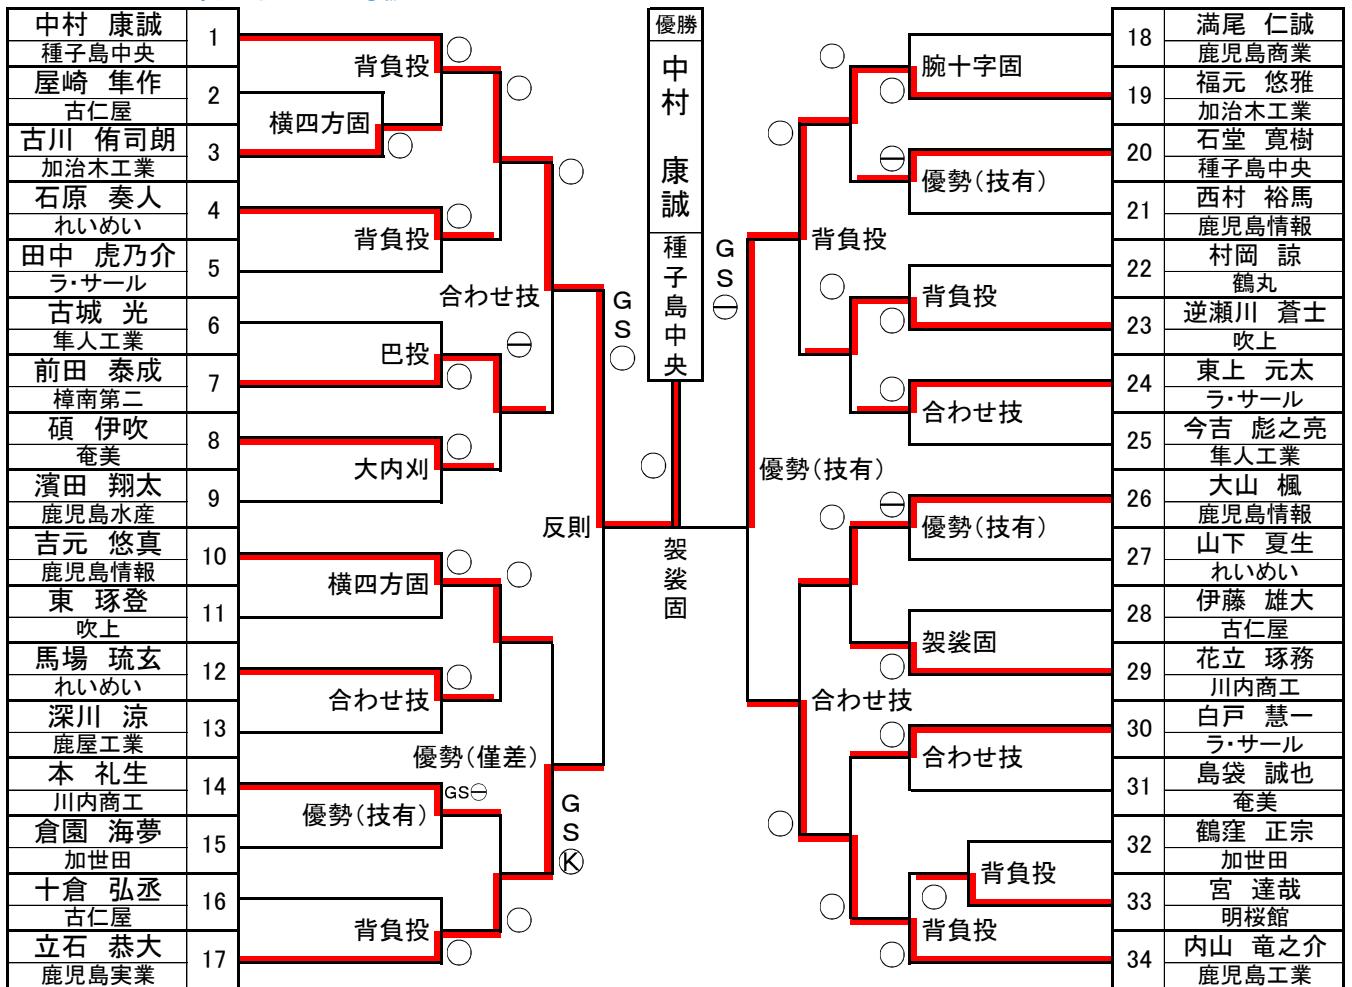 中村　康誠
種子島中央
1
屋崎　隼作
古仁屋
2
古川　侑司朗
加治木工業
3
石原　奏人
れいめい
4
田中　虎乃介
ラ・サール
5
古城　光
隼人工業
6
前田　泰成
樟南第二
7
碩　伊吹
奄美
8
濱田　翔太
鹿児島水産
9
吉元　悠真
鹿児島情報
10
東　琢登
吹上
11
馬場　琉玄
れいめい
12
深川　涼
鹿屋工業
13
本　礼生
川内商工
14
倉園　海夢
加世田
15
十倉　弘丞
古仁屋
16
立石　恭大
鹿児島実業
17
背負投
横四方固
背負投
合わせ技
巴投
大内刈
横四方固
合わせ技
優勢(僅差)
GS
優勢(技有)
背負投
GS
反則
GSK
優勝
中村　康誠
種子島中央
袈裟固
GS
腕十字固
優勢(技有)
背負投
背負投
合わせ技
優勢(技有)
優勢(技有)
袈裟固
合わせ技
合わせ技
背負投
背負投
18
満尾　仁誠
鹿児島商業
19
福元　悠雅
加治木工業
20
石堂　寛樹
種子島中央
21
西村　裕馬
鹿児島情報
22
村岡　諒
鶴丸
23
逆瀬川　蒼士
吹上
24
東上　元太
ラ・サール
25
今吉　彪之亮
隼人工業
26
大山　楓
鹿児島情報
27
山下　夏生
れいめい
28
伊藤　雄大
古仁屋
29
花立　琢務
川内商工
30
白戸　慧一
ラ・サール
31
島袋　誠也
奄美
32
鶴窪　正宗
加世田
33
宮　達哉
明桜館
34
内山　竜之介
鹿児島工業